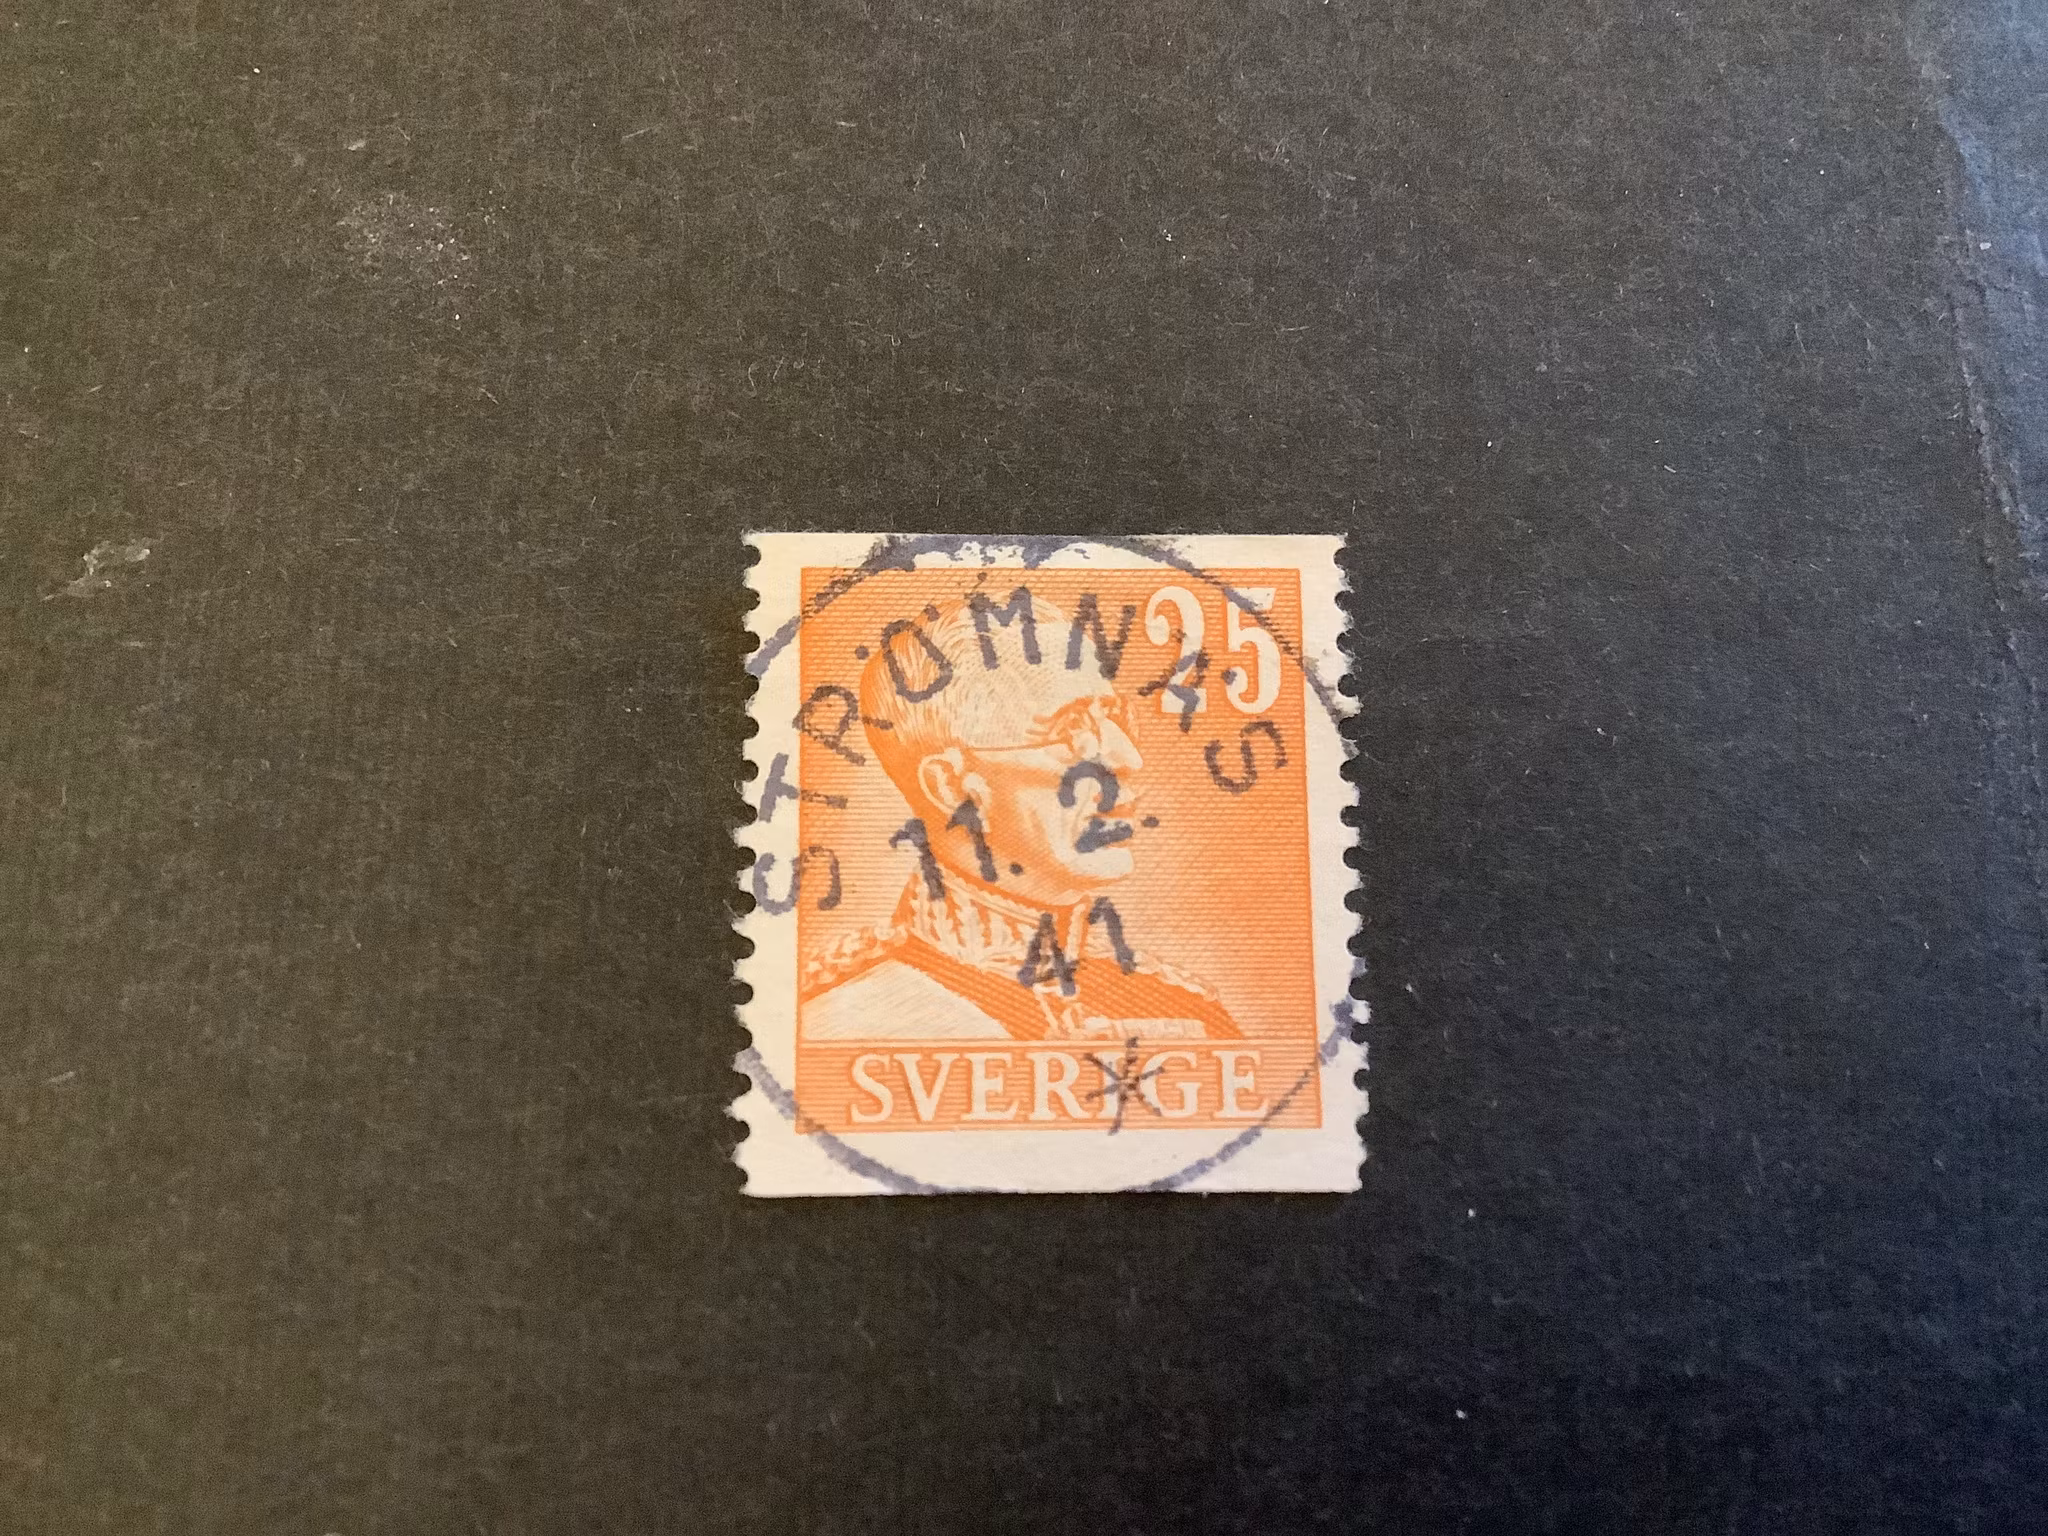 25
STRÖMNÄS
11. 2.
41
*
SVERIGE